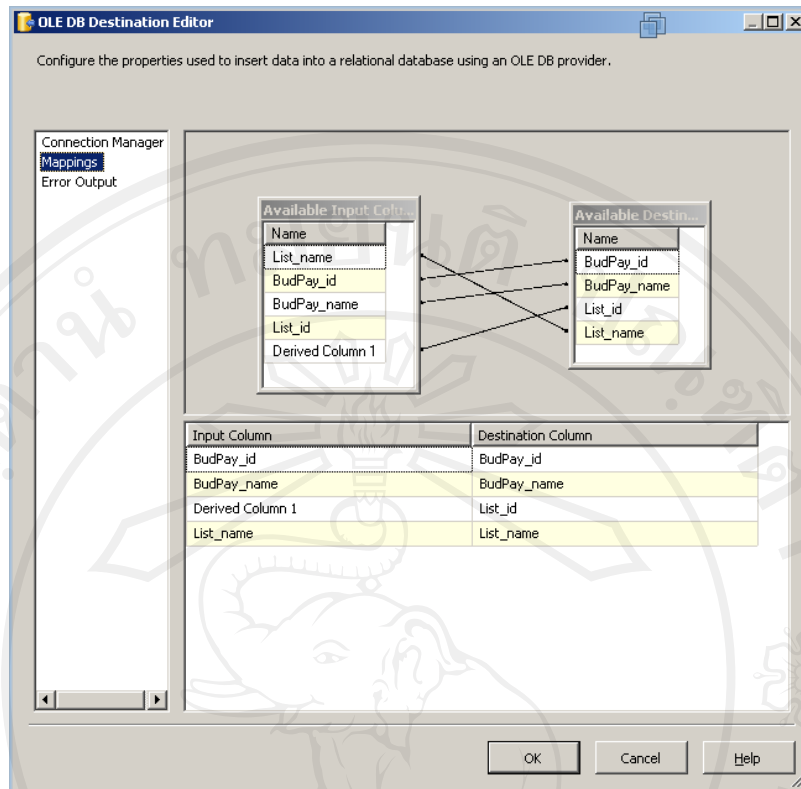 OLE DB Destination Editor
Configure the properties used to insert data into a relational database using an OLE DB provider.
Connection Manager
Mappings
Error Output
Available Input Colu...
Name
List_name
BudPay_id
BudPay_name
List_id
Derived Column 1
Available Destin...
Name
BudPay_id
BudPay_name
List_id
List_name
Input Column Destination Column
BudPay_id BudPay_id
BudPay_name BudPay_name
Derived Column 1 List_id
List_name List_name
OK Cancel Help